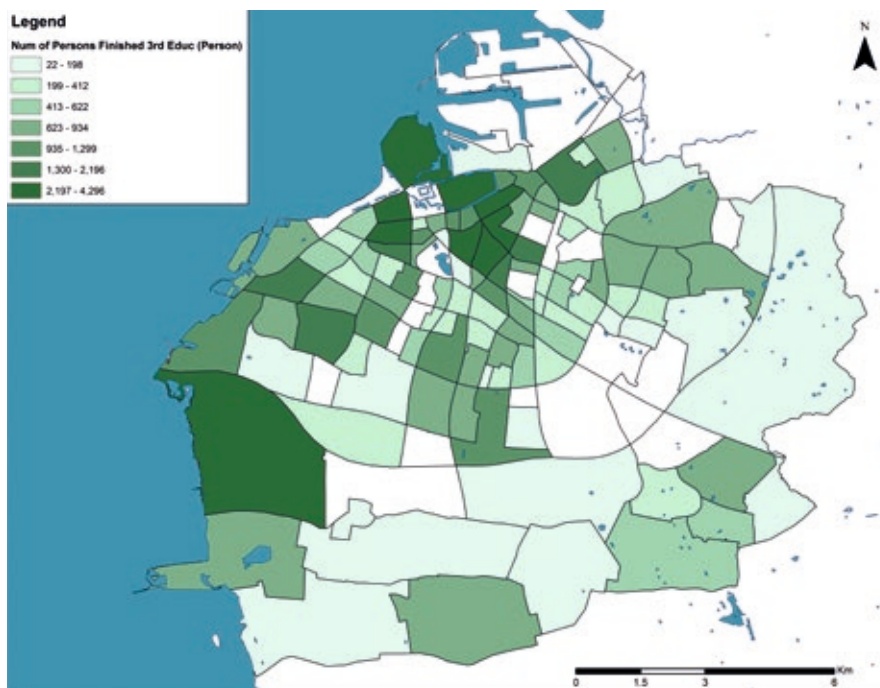 Legend
Num of Persons Finished 3rd Educ (Person)
22 - 198
199 - 412
413 - 622
623 - 934
935 - 1,299
1,300 - 2,196
2,197 - 4,296
N
Km
0 1.5 3 6